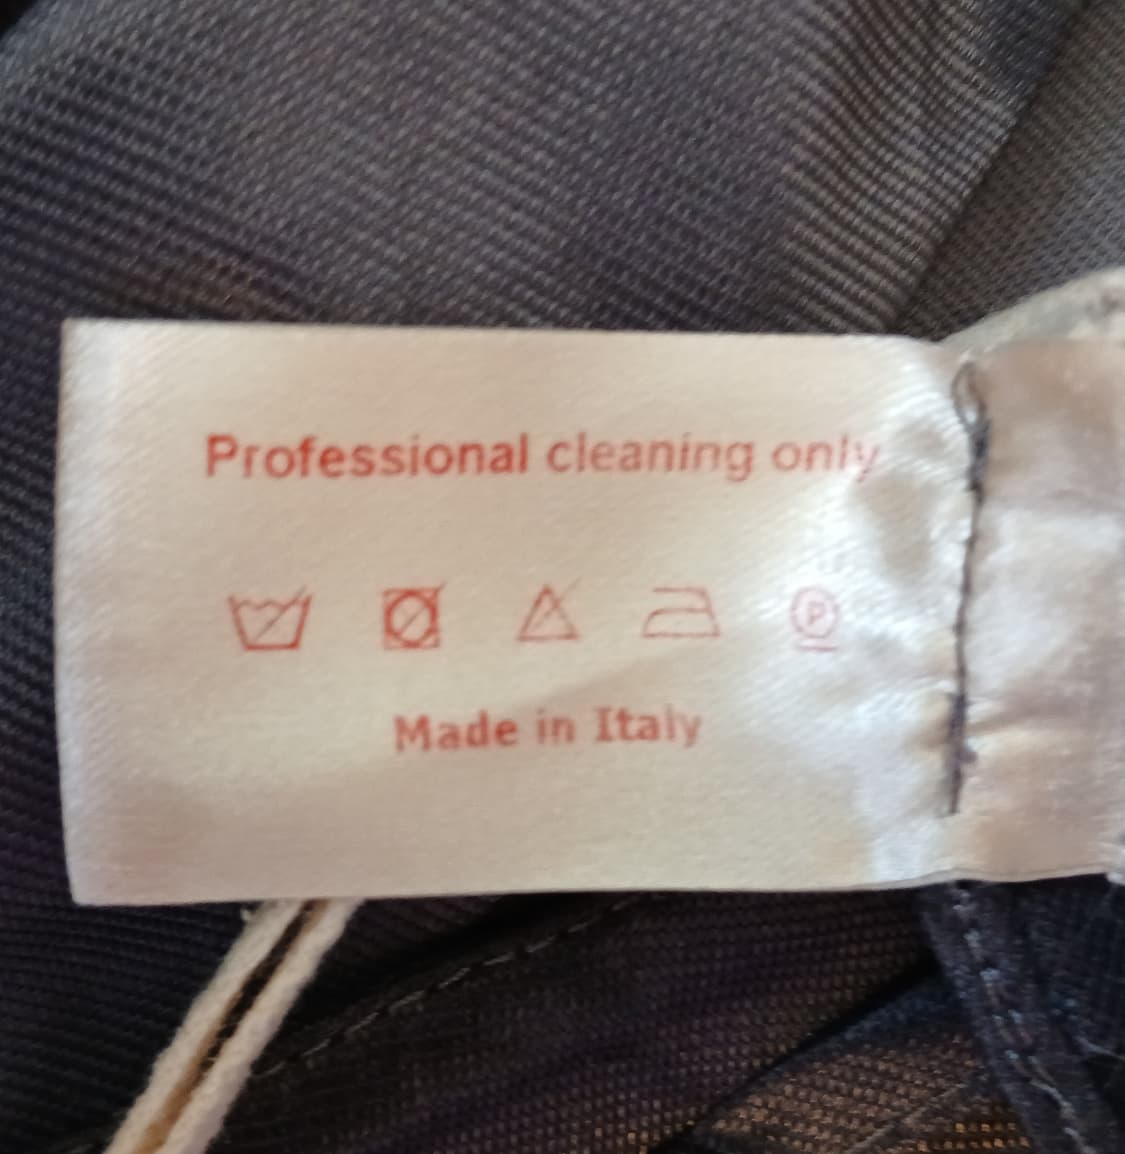 Professional cleaning only
P
Made in Italy